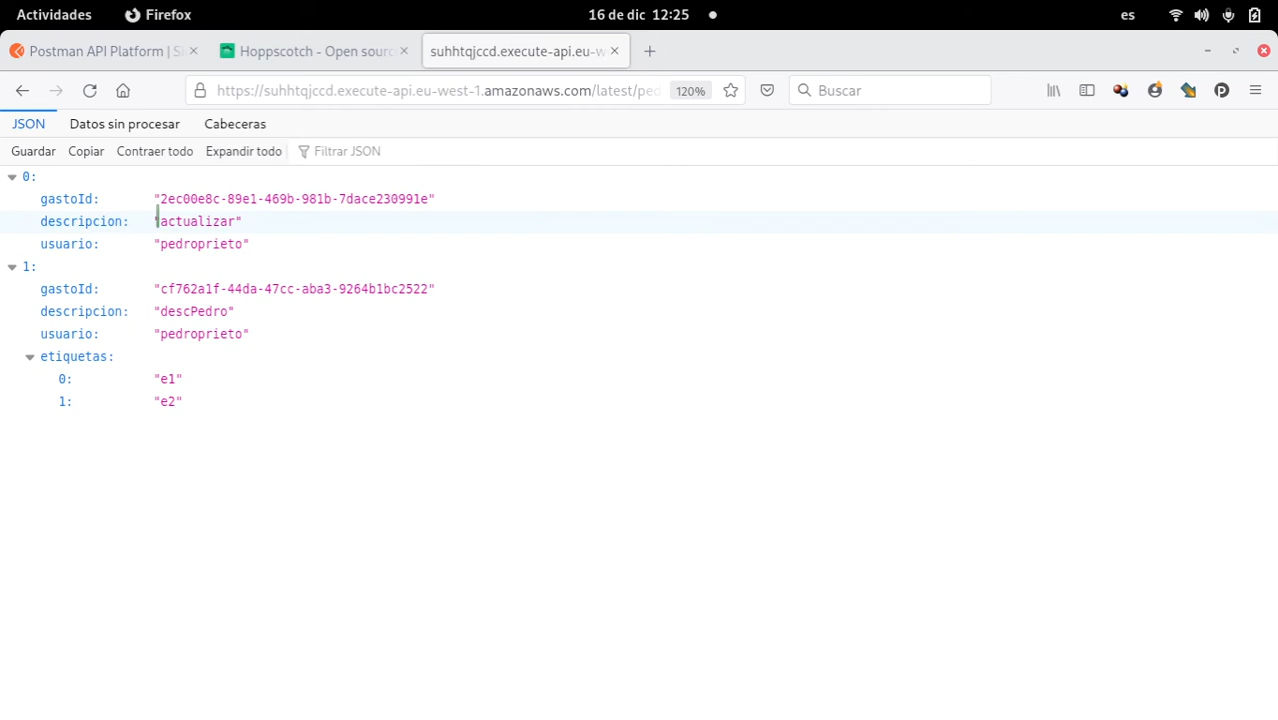 Actividades Firefox 16 de dic 12:25 es
Postman API Platform | Si Hoppscotch - Open sourc suhhtqjccd.execute-api.eu-w
https://suhhtqjccd.execute-api.eu-west-1.amazonaws.com/latest/ped 120% Buscar
JSON Datos sin procesar Cabeceras
Guardar Copiar Contraer todo Expandir todo Filtrar JSON
0:
gastoId: "2ec00e8c-89e1-469b-981b-7dace230991e"
descripcion: "actualizar"
usuario: "pedroprieto"
1:
gastoId: "cf762a1f-44da-47cc-aba3-9264b1bc2522"
descripcion: "descPedro"
usuario: "pedroprieto"
etiquetas:
0: "e1"
1: "e2"